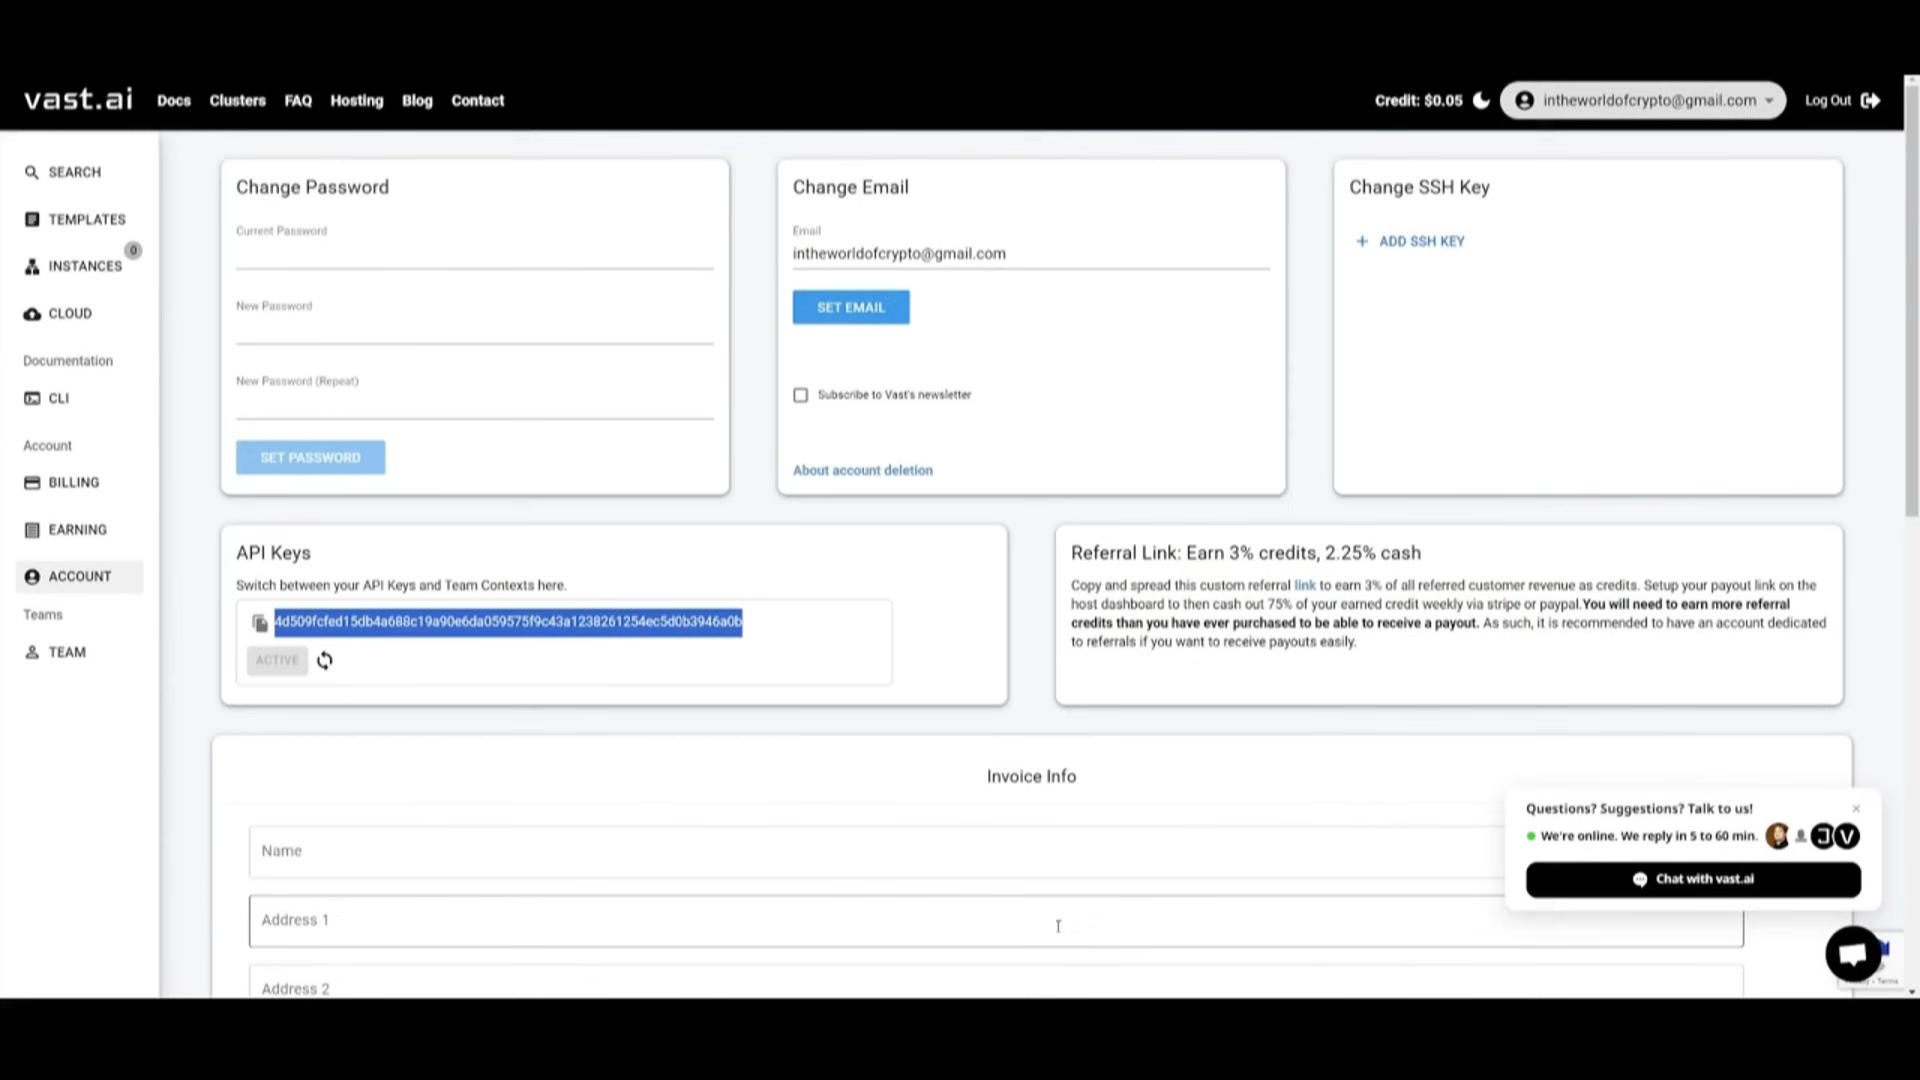 vast.ai Docs Clusters FAQ Hosting Blog Contact Credit: $0.05 intheworldofcrypto@gmail.com Log Out
SEARCH
TEMPLATES
0
INSTANCES
CLOUD
Documentation
CLI
Account
BILLING
EARNING
ACCOUNT
Teams
TEAM
Change Password
Current Password
New Password
New Password (Repeat)
SET PASSWORD
Change Email
Email
intheworldofcrypto@gmail.com
SET EMAIL
Subscribe to Vast's newsletter
About account deletion
Change SSH Key
+ ADD SSH KEY
API Keys
Switch between your API Keys and Team Contexts here.
4d509fcfed15db4a688c19a90e6da059575f9c43a1238261254ec5d0b3946a0b
ACTIVE
Referral Link: Earn 3% credits, 2.25% cash
Copy and spread this custom referral link to earn 3% of all referred customer revenue as credits. Setup your payout link on the
host dashboard to then cash out 75% of your earned credit weekly via stripe or paypal.You will need to earn more referral
credits than you have ever purchased to be able to receive a payout. As such, it is recommended to have an account dedicated
to referrals if you want to receive payouts easily.
Invoice Info
Name
Address 1
Address 2
Questions? Suggestions? Talk to us!
We're online. We reply in 5 to 60 min.
J V
Chat with vast.ai
Terms